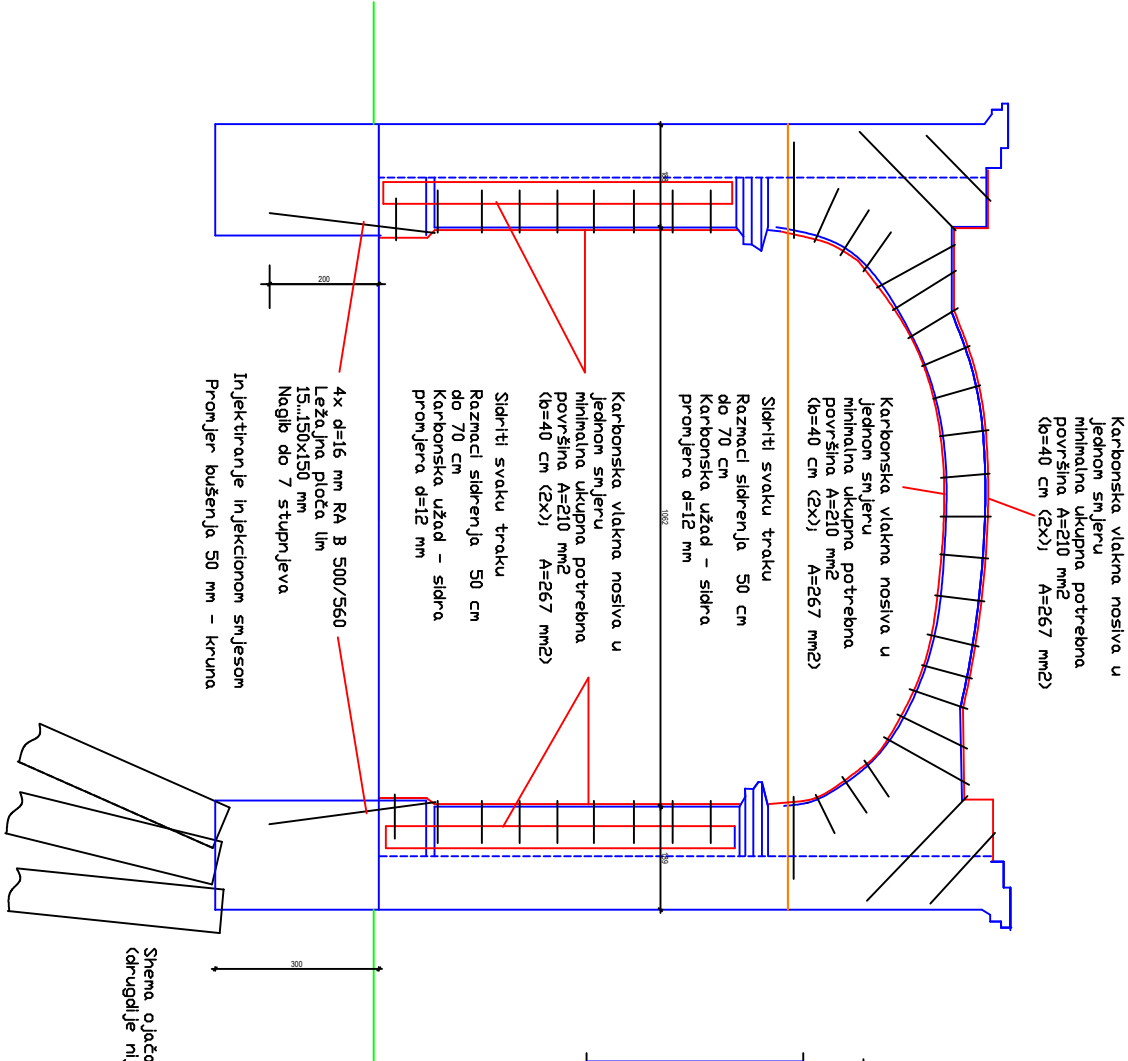 Karbonska vlakna nosiva u
jednom smjeru
minimalna ukupna potrebna
površina A=210 mm2
(b=40 cm (2x); A=267 mm2)
Karbonska vlakna nosiva u
jednom smjeru
minimalna ukupna potrebna
površina A=210 mm2
(b=40 cm (2x); A=267 mm2)
Sidriti svaku traku
Razmaci sidrenja 50 cm
do 70 cm
Karbonska užad - sidra
promjera d=12 mm
1062
Karbonska vlakna nosiva u
jednom smjeru
minimalna ukupna potrebna
površina A=210 mm2
(b=40 cm (2x); A=267 mm2)
Sidriti svaku traku
Razmaci sidrenja 50 cm
do 70 cm
Karbonska užad - sidra
promjera d=12 mm
4x d=16 mm RA B 500/560
Ležajna ploča lim
15...150x150 mm
Nagib do 7 stupnjeva
200
Injektiranje injekcionom smjesom
Promjer bušenja 50 mm - kruna
300
Shema ojač
(drugdije ni